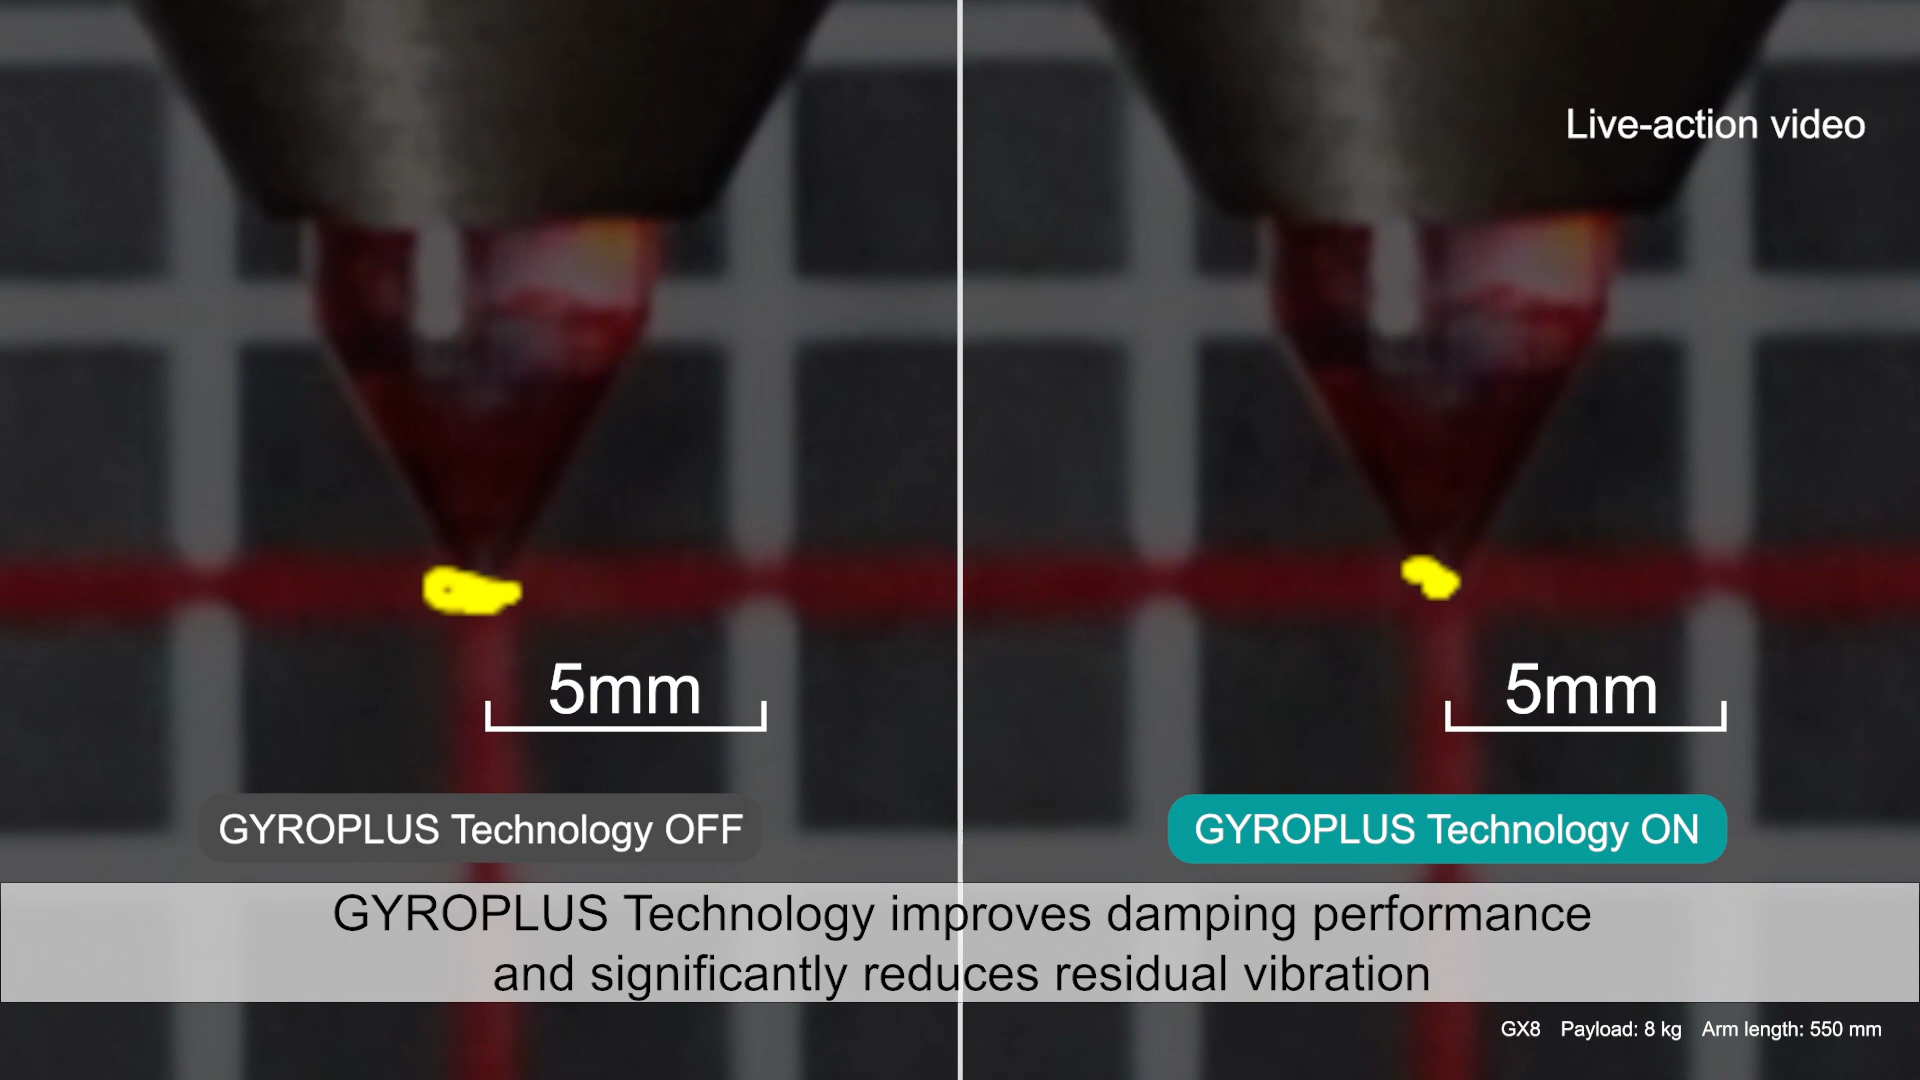 Live-action video
5mm
5mm
GYROPLUS Technology OFF
GYROPLUS Technology ON
GYROPLUS Technology improves damping performance
and significantly reduces residual vibration
GX8 Payload: 8 kg Arm length: 550 mm